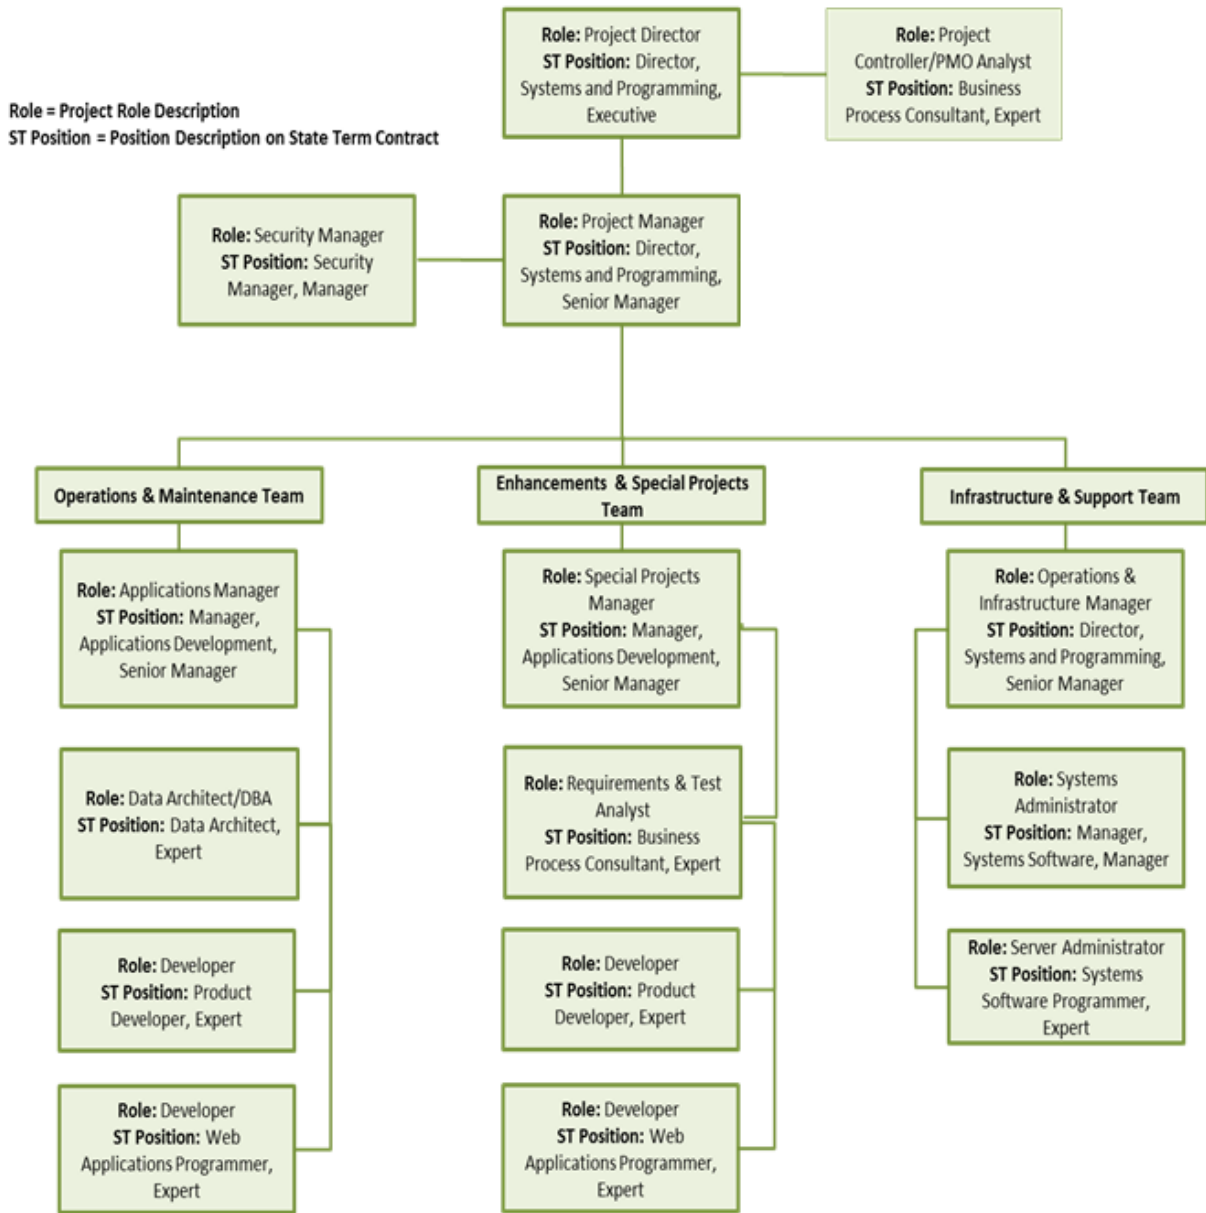 Role: Project Director
ST Position: Director,
Systems and Programming,
Executive
Role: Project
Controller/PMO Analyst
ST Position: Business
Process Consultant, Expert
Role = Project Role Description
ST Position = Position Description on State Term Contract
Role: Security Manager
ST Position: Security
Manager, Manager
Role: Project Manager
ST Position: Director,
Systems and Programming,
Senior Manager
Operations & Maintenance Team
Role: Applications Manager
ST Position: Manager,
Applications Development,
Senior Manager
Role: Data Architect/DBA
ST Position: Data Architect,
Expert
Role: Developer
ST Position: Product
Developer, Expert
Role: Developer
ST Position: Web
Applications Programmer,
Expert
Enhancements & Special Projects
Team
Role: Special Projects
Manager
ST Position: Manager,
Applications Development,
Senior Manager
Role: Requirements & Test
Analyst
ST Position: Business
Process Consultant, Expert
Role: Developer
ST Position: Product
Developer, Expert
Role: Developer
ST Position: Web
Applications Programmer,
Expert
Infrastructure & Support Team
Role: Operations &
Infrastructure Manager
ST Position: Director,
Systems and Programming,
Senior Manager
Role: Systems
Administrator
ST Position: Manager,
Systems Software, Manager
Role: Server Administrator
ST Position: Systems
Software Programmer,
Expert